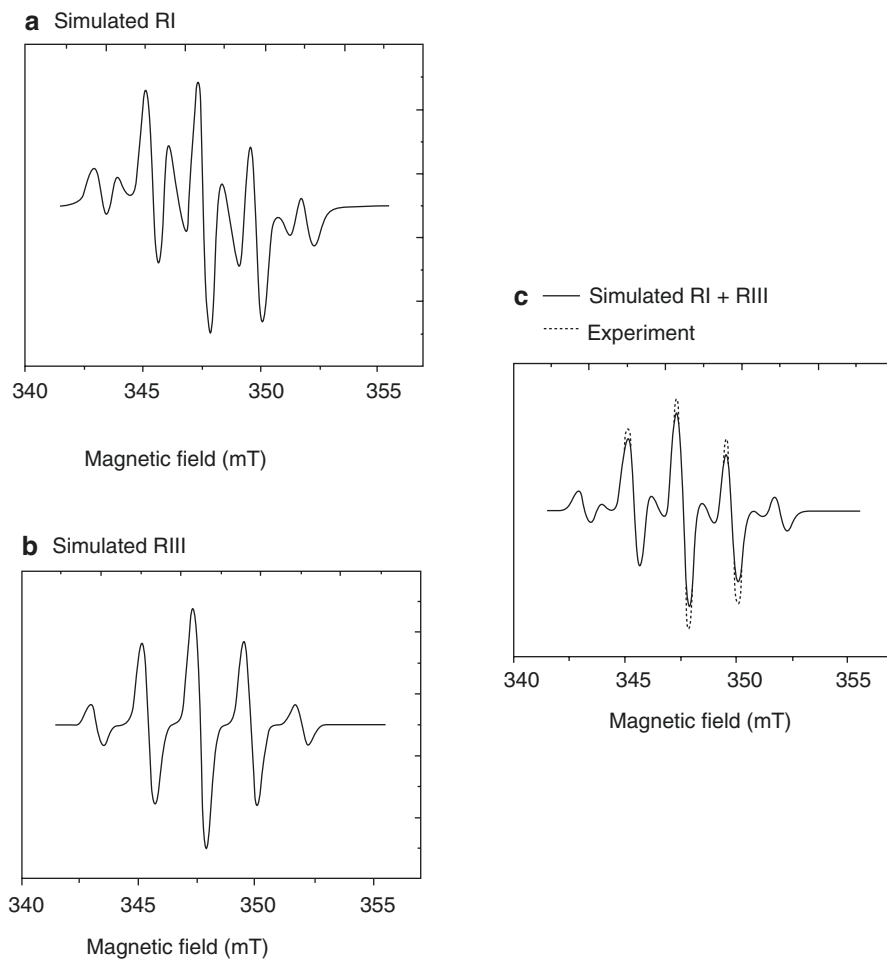 a Simulated RI
340 345 350 355
Magnetic field (mT)
b Simulated RIII
340 345 350 355
Magnetic field (mT)
c Simulated RI + RIII
Experiment
340 345 350 355
Magnetic field (mT)